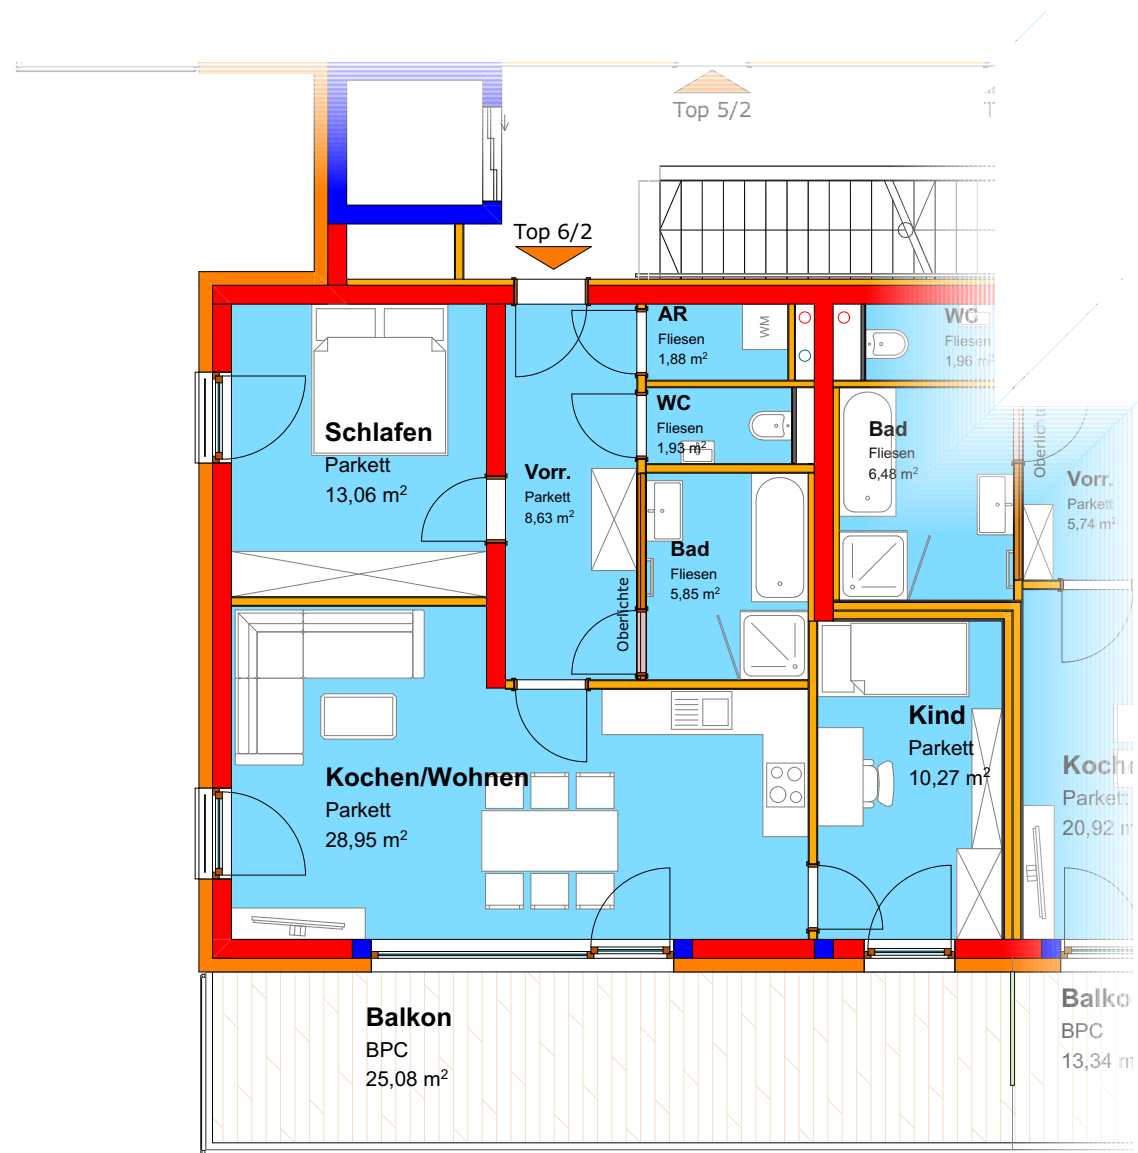 Top 5/2
Top 6/2
AR
Fliesen
1,88 m²
WM
WC
Fliesen
1,96 m²
WC
Fliesen
1,93 m²
Schlafen
Parkett
13,06 m²
Vorr.
Parkett
8,63 m²
Bad
Fliesen
6,48 m²
Oberlichte
Vorr.
Parkett
5,74 m²
Bad
Fliesen
5,85 m²
Oberlichte
Kind
Parkett
10,27 m²
Kochen/Wohnen
Parkett
28,95 m²
Koche
Parkett
20,92 m
Balkon
BPC
25,08 m²
Balko
BPC
13,34 m